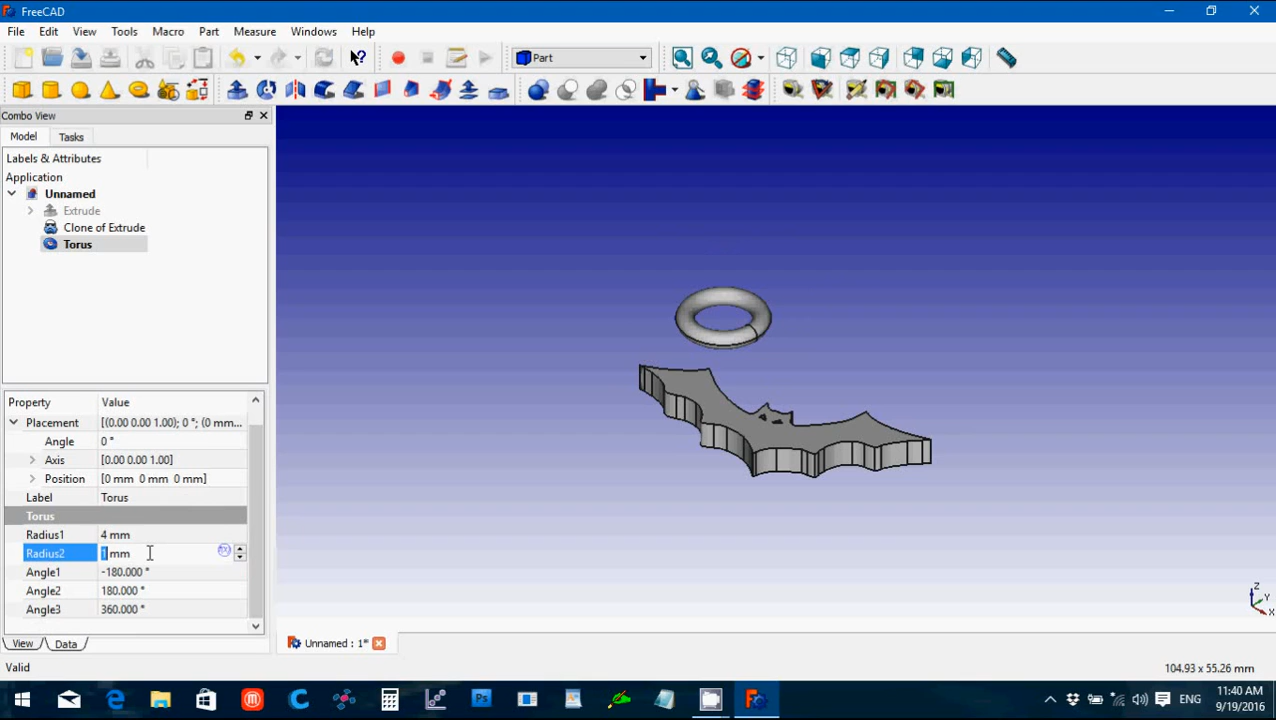 FreeCAD
File Edit View Tools Macro Part Measure Windows Help
Part
Combo View
Model Tasks
Labels & Attributes
Application
Unnamed
Extrude
Clone of Extrude
Torus
Property Value
Placement [(0.00 0.00 1.00); 0 °; (0 mm...
Angle 0 °
Axis [0.00 0.00 1.00]
Position [0 mm 0 mm 0 mm]
Label Torus
Torus
Radius1 4 mm
Radius2 1 mm
Angle1 -180.000 °
Angle2 180.000 °
Angle3 360.000 °
View Data
Unnamed : 1*
Z
Y
X
Valid 104.93 x 55.26 mm
ENG
11:40 AM
9/19/2016